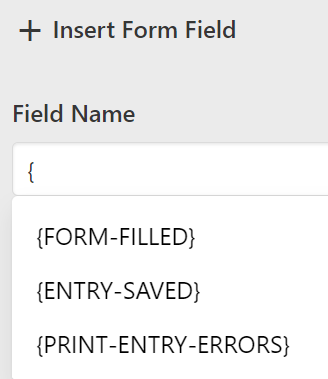 + Insert Form Field
Field Name
{
{FORM-FILLED}
{ENTRY-SAVED}
{PRINT-ENTRY-ERRORS}